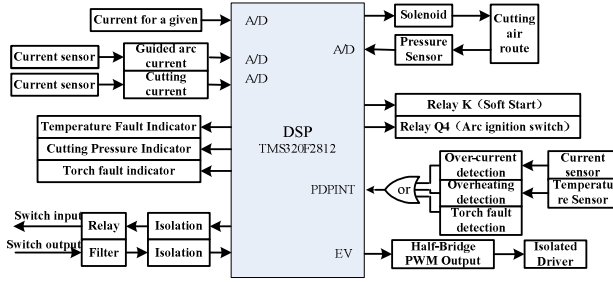 Current for a given
A/D
Current sensor
Guided arc
current
A/D
Current sensor
Cutting
current
A/D
Temperature Fault Indicator
Cutting Pressure Indicator
Torch fault indicator
Switch input
Relay
Isolation
Switch output
Filter
Isolation
DSP
TMS320F2812
Solenoid
Cutting
air
route
A/D
Pressure
Sensor
Relay K（Soft Start）
Relay Q4（Arc ignition switch）
PDPINT
or
Over-current
detection
Current
sensor
Overheating
detection
Temperatu
re Sensor
Torch fault
detection
EV
Half-Bridge
PWM Output
Isolated
Driver